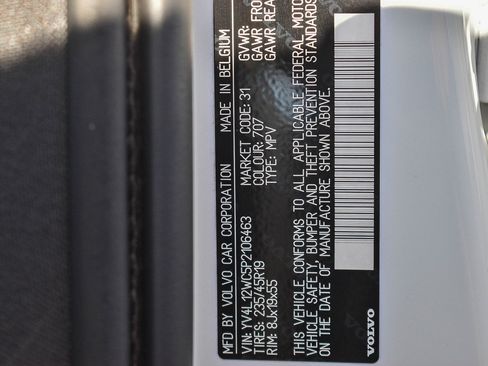 MFD BY VOLVO CAR CORPORATION MADE IN BELGIUM
VIN: YV4L12WC5P2106463 MARKET CODE: 31 GVWR:
TIRES: 235/45R19 COLOUR: 707 GAWR FRO
RIM: 8Jx19x55 TYPE: MPV GAWR REA
THIS VEHICLE CONFORMS TO ALL APPLICABLE FEDERAL MOTOR
VEHICLE SAFETY, BUMPER AND THEFT PREVENTION STANDARDS
ON THE DATE OF MANUFACTURE SHOWN ABOVE.
VOLVO